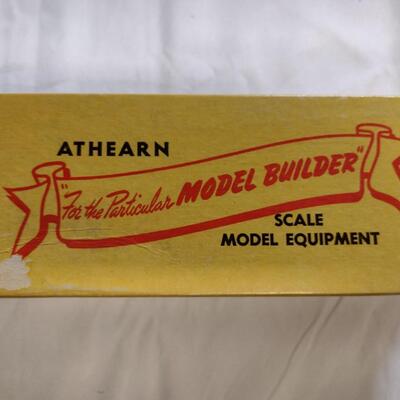 ATHEARN
"For the Particular MODEL BUILDER"
SCALE
MODEL EQUIPMENT